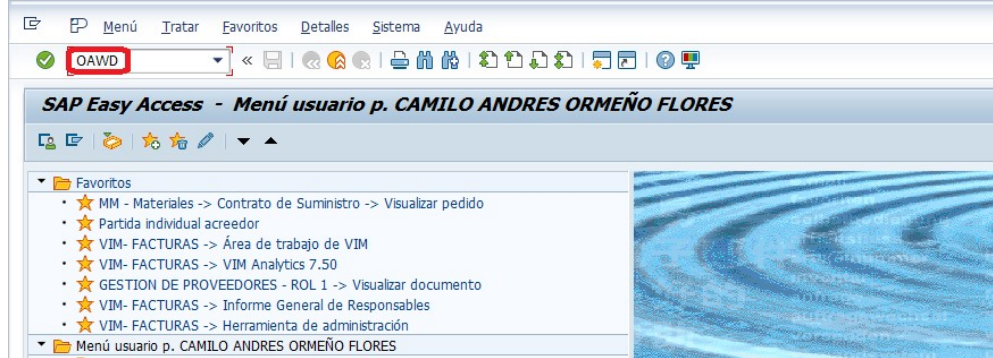 Menú Tratar Favoritos Detalles Sistema Ayuda
OAWD
SAP Easy Access - Menú usuario p. CAMILO ANDRES ORMEÑO FLORES
Favoritos
MM - Materiales -> Contrato de Suministro -> Visualizar pedido
Partida individual acreedor
VIM- FACTURAS -> Área de trabajo de VIM
VIM- FACTURAS -> VIM Analytics 7.50
GESTION DE PROVEEDORES - ROL 1 -> Visualizar documento
VIM- FACTURAS -> Informe General de Responsables
VIM- FACTURAS -> Herramienta de administración
Menú usuario p. CAMILO ANDRES ORMEÑO FLORES